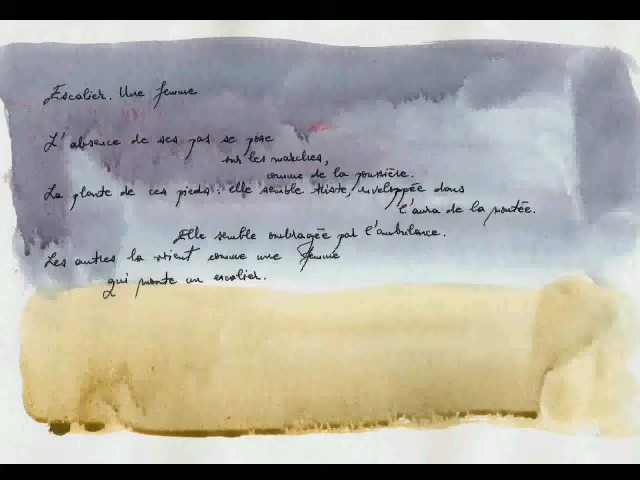 Escalier. Une femme
L'absence de ses pas se pose
sur les marches,
comme de la poussière.
La plante de ces pieds : elle semble triste, enveloppée dans
l'aura de la montée.
Elle semble ombragée par l'ambulance.
Les autres la voient comme une femme
qui monte un escalier.